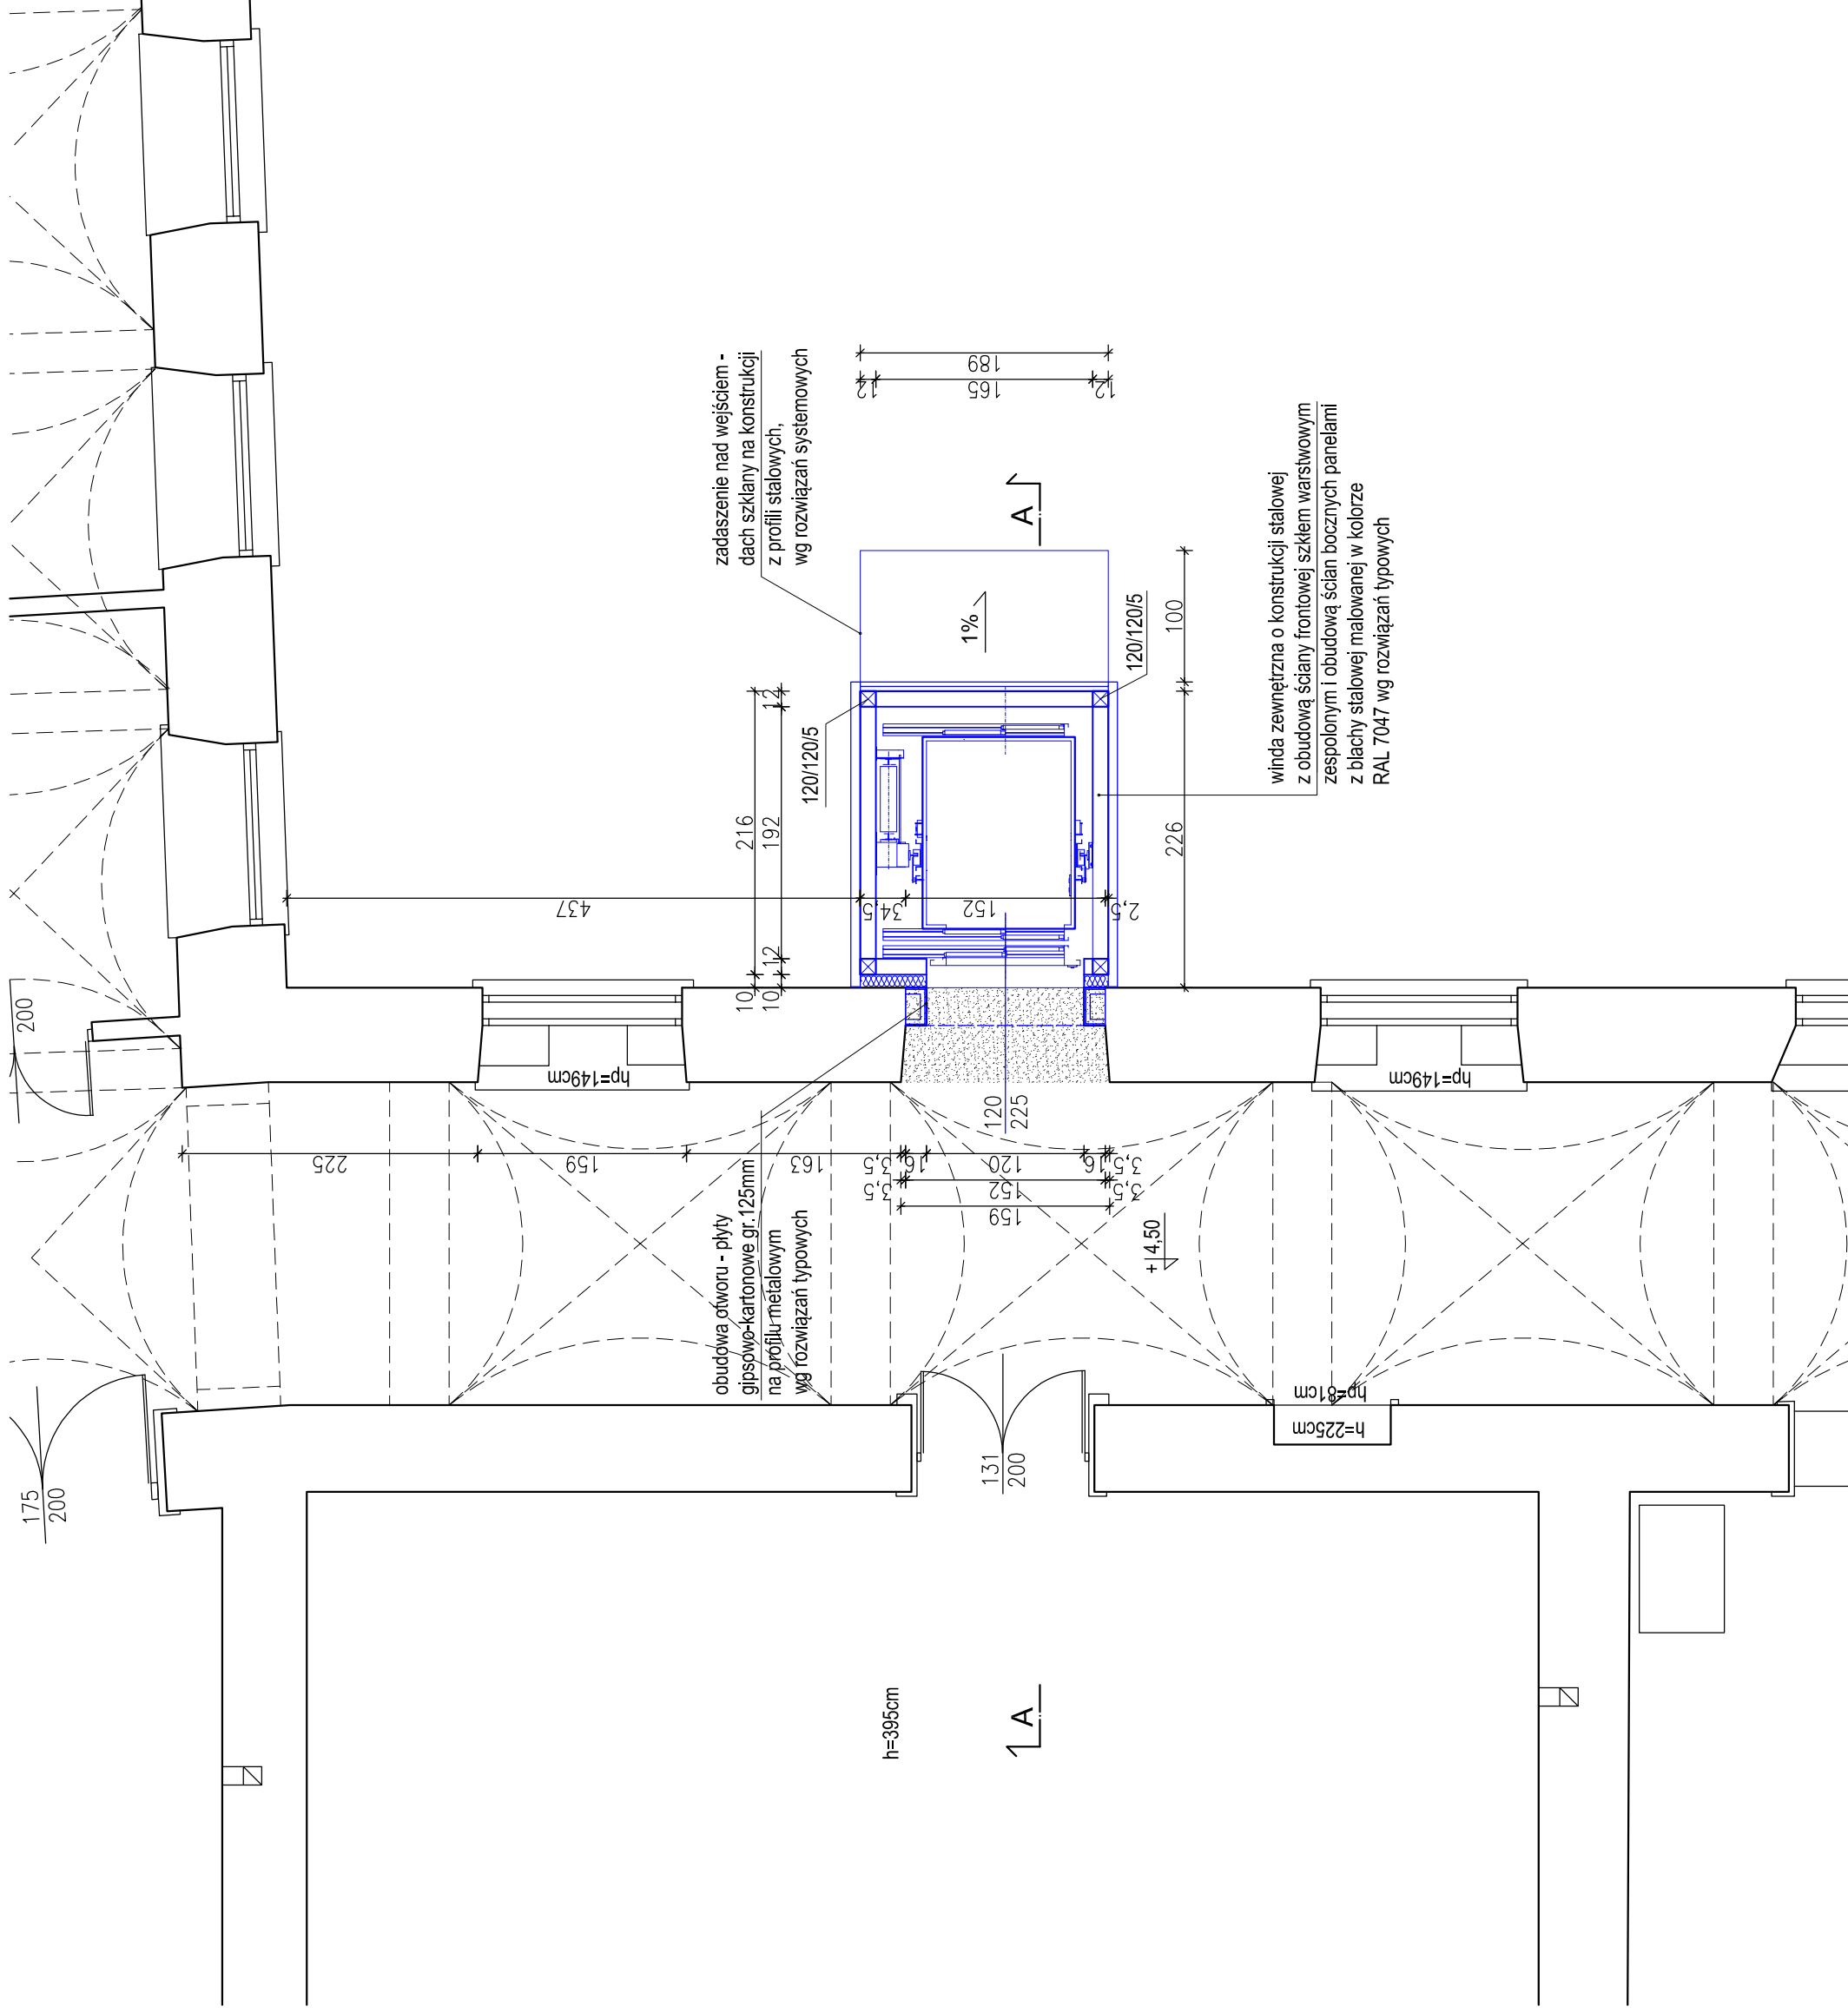 zadaszenie nad wejściem -
dach szklany na konstrukcji
z profili stalowych,
wg rozwiązań systemowych
189
12
165
12
A
winda zewnętrzna o konstrukcji stalowej
z obudową ściany frontowej szkłem warstwowym
zespolonym i obudową ścian bocznych panelami
z blachy stalowej malowanej w kolorze
RAL 7047 wg rozwiązań typowych
1%
120/120/5
120/120/5
100
226
216
12
192
12
10
10
437
34,5
152
2,5
200
hp=149cm
hp=149cm
120
225
225
159
163
3,5
16
120
16
3,5
3,5
152
3,5
159
obudowa otworu - płyty
gipsowo-kartonowe gr.125mm
na profilu metalowym
wg rozwiązań typowych
+ 4,50
hp=81cm
h=225cm
175
200
131
200
h=395cm
A